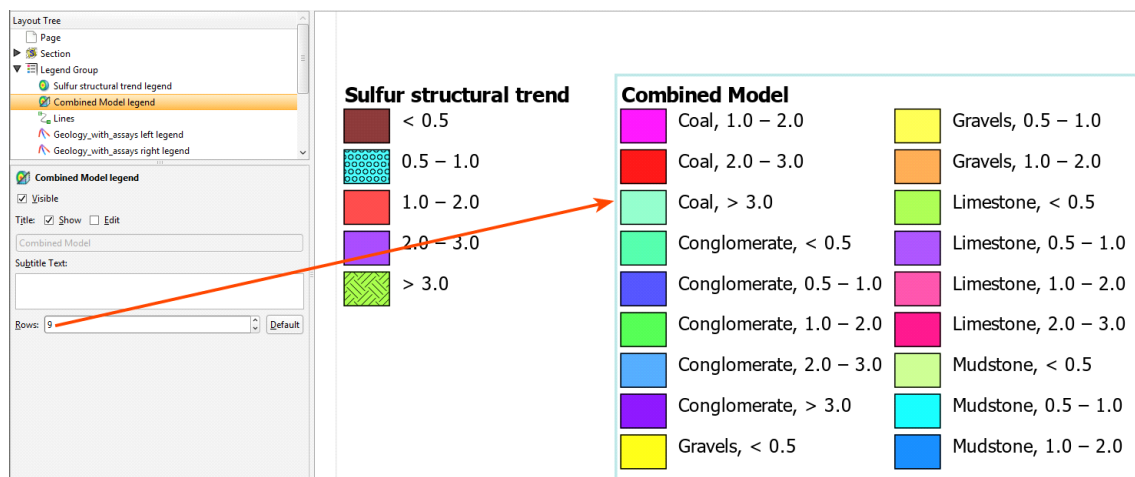 Layout Tree
Page
Section
Legend Group
Sulfur structural trend legend
Combined Model legend
Lines
Geology_with_assays left legend
Geology_with_assays right legend
Combined Model legend
Visible
Title: Show Edit
Combined Model
Subtitle Text:
Rows: 9 Default
Sulfur structural trend
< 0.5
0.5 – 1.0
1.0 – 2.0
2.0 – 3.0
> 3.0
Combined Model
Coal, 1.0 – 2.0
Coal, 2.0 – 3.0
Coal, > 3.0
Conglomerate, < 0.5
Conglomerate, 0.5 – 1.0
Conglomerate, 1.0 – 2.0
Conglomerate, 2.0 – 3.0
Conglomerate, > 3.0
Gravels, < 0.5
Gravels, 0.5 – 1.0
Gravels, 1.0 – 2.0
Limestone, < 0.5
Limestone, 0.5 – 1.0
Limestone, 1.0 – 2.0
Limestone, 2.0 – 3.0
Mudstone, < 0.5
Mudstone, 0.5 – 1.0
Mudstone, 1.0 – 2.0